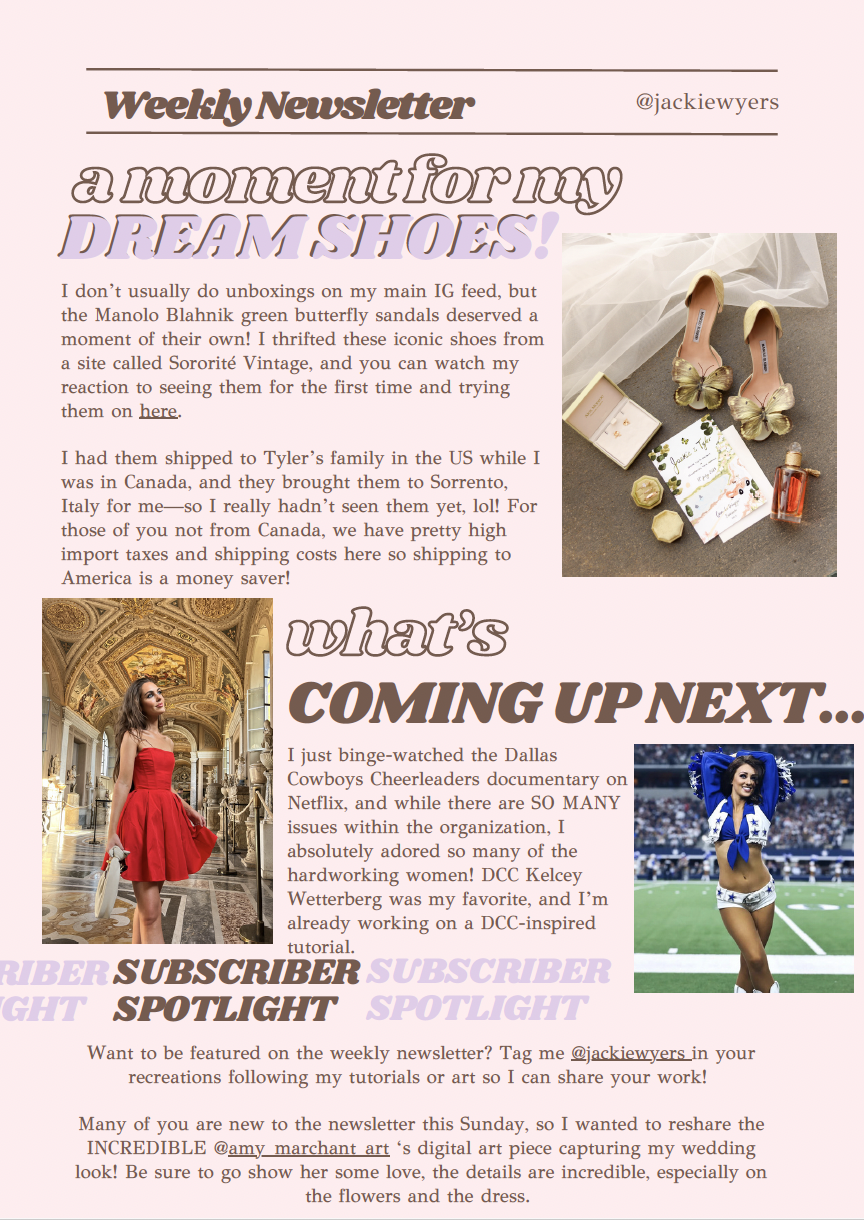 Weekly Newsletter
@jackiewyers
a moment for my
DREAM SHOES!
I don't usually do unboxings on my main IG feed, but
the Manolo Blahnik green butterfly sandals deserved a
moment of their own! I thrifted these iconic shoes from
a site called Sororité Vintage, and you can watch my
reaction to seeing them for the first time and trying
them on here.
I had them shipped to Tyler's family in the US while I
was in Canada, and they brought them to Sorrento,
Italy for me—so I really hadn't seen them yet, lol! For
those of you not from Canada, we have pretty high
import taxes and shipping costs here so shipping to
America is a money saver!
Jackie & Tyler
what's
COMING UP NEXT...
I just binge-watched the Dallas
Cowboys Cheerleaders documentary on
Netflix, and while there are SO MANY
issues within the organization, I
absolutely adored so many of the
hardworking women! DCC Kelcey
Wetterberg was my favorite, and I'm
already working on a DCC-inspired
tutorial.
RIBER SUBSCRIBER SUBSCRIBER
IGHT SPOTLIGHT SPOTLIGHT
Want to be featured on the weekly newsletter? Tag me @jackiewyers in your
recreations following my tutorials or art so I can share your work!
Many of you are new to the newsletter this Sunday, so I wanted to reshare the
INCREDIBLE @amy_marchant_art ‘s digital art piece capturing my wedding
look! Be sure to go show her some love, the details are incredible, especially on
the flowers and the dress.